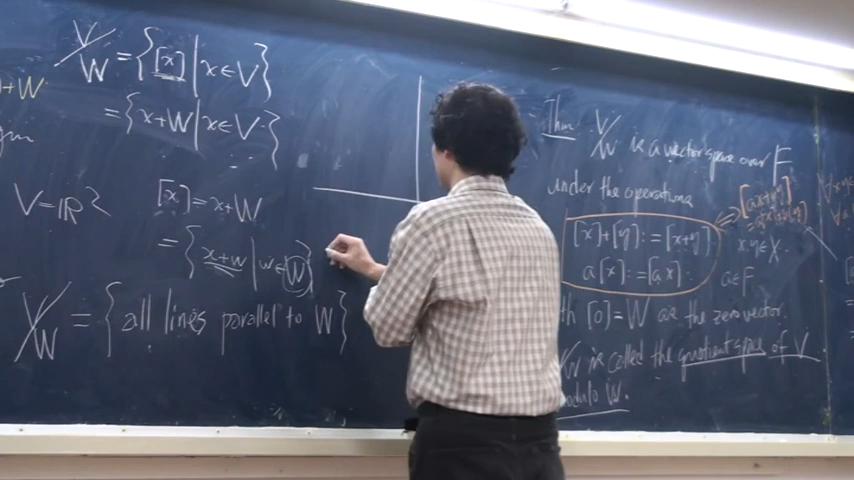 V/W = { [x] | x ∈ V }
+W
= { x+W | x ∈ V }
V = ℝ²
[x] = x+W
= { x+w | w ∈ W }
V/W = { all lines parallel to W }
Thm V/W is a vector space over F
under the operations
[x]+[y] := [x+y]
a[x] := [ax]
x,y ∈ X
a ∈ F
th [0] = W as the zero vector.
V/W is called the quotient space of V
modulo W.